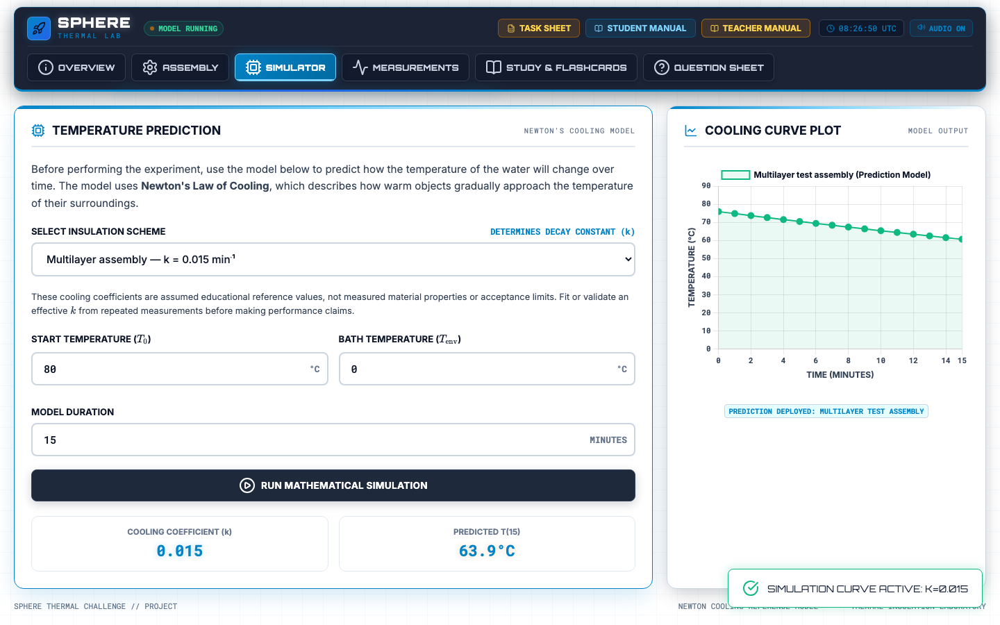 SPHERE
THERMAL LAB
MODEL RUNNING
TASK SHEET
STUDENT MANUAL
TEACHER MANUAL
08:26:50 UTC
AUDIO ON
OVERVIEW
ASSEMBLY
SIMULATOR
MEASUREMENTS
STUDY & FLASHCARDS
QUESTION SHEET
TEMPERATURE PREDICTION
NEWTON'S COOLING MODEL
Before performing the experiment, use the model below to predict how the temperature of the water will change over
time. The model uses Newton's Law of Cooling, which describes how warm objects gradually approach the temperature
of their surroundings.
SELECT INSULATION SCHEME
DETERMINES DECAY CONSTANT (k)
Multilayer assembly — k = 0.015 min⁻¹
These cooling coefficients are assumed educational reference values, not measured material properties or acceptance limits. Fit or validate an
effective k from repeated measurements before making performance claims.
START TEMPERATURE (T₀)
BATH TEMPERATURE (Tenv)
80 °C
0 °C
MODEL DURATION
15 MINUTES
RUN MATHEMATICAL SIMULATION
COOLING COEFFICIENT (k)
0.015
PREDICTED T(15)
63.9°C
COOLING CURVE PLOT
MODEL OUTPUT
Multilayer test assembly (Prediction Model)
90
80
70
60
50
40
30
20
10
0
TEMPERATURE (°C)
0 2 4 6 8 10 12 14 15
TIME (MINUTES)
PREDICTION DEPLOYED: MULTILAYER TEST ASSEMBLY
SIMULATION CURVE ACTIVE: K=0.015
SPHERE THERMAL CHALLENGE // PROJECT
NEWTON COOLING REFERENCE MODEL THERMAL INSULATION LABORATORY